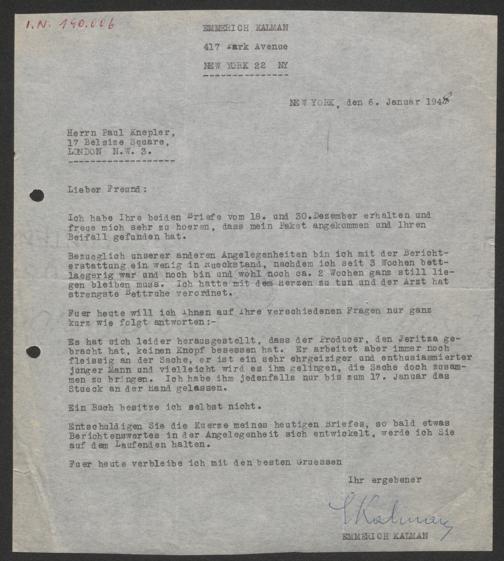 I.N. 190.006
EMMERICH KALMAN
417 Park Avenue
NEW YORK 22 NY
NEW YORK, den 6. Januar 194
Herrn Paul Knepler,
17 Belsize Square,
LONDON N.W. 3.
Lieber Freund:
Ich habe Ihre beiden Briefe vom 18. und 30.Dezember erhalten und
freue mich sehr zu hoeren, dass mein Paket angekommen und Ihren
Beifall gefunden hat.
Bezueglich unserer anderen Angelegenheiten bin ich mit der Bericht-
erstattung ein wenig in Rueckstand, nachdem ich seit 3 Wochen bett-
laegerig war und noch bin und wohl noch ca. 2 Wochen ganz still lie-
gen bleiben muss. Ich hatte mit dem Herzen zu tun und der Arzt hat
strengste Bettruhe verordnet.
Fuer heute will ich Ihnen auf Ihre verschiedenen Fragen nur ganz
kurz wie folgt antworten:-
Es hat sich leider herausgestellt, dass der Producer, den Jeritza ge-
bracht hat, keinen Knopf besessen hat. Er arbeitet aber immer noch
fleissig an der Sache, er ist ein sehr ehrgeiziger und enthusiasmierter
junger Mann und vielleicht wird es ihm gelingen, die Sache doch zusam-
men zu bringen. Ich habe ihm jedenfalls nur bis zum 17. Januar das
Stueck an der Hand gelassen.
Ein Buch besitze ich selbst nicht.
Entschuldigen Sie die Kuerze meines heutigen Briefes, so bald etwas
Berichtenswertes in der Angelegenheit sich entwickelt, werde ich Sie
auf dem Laufenden halten.
Fuer heute verbleibe ich mit den besten Gruessen
Ihr ergebener
EKalman
EMMERICH KALMAN